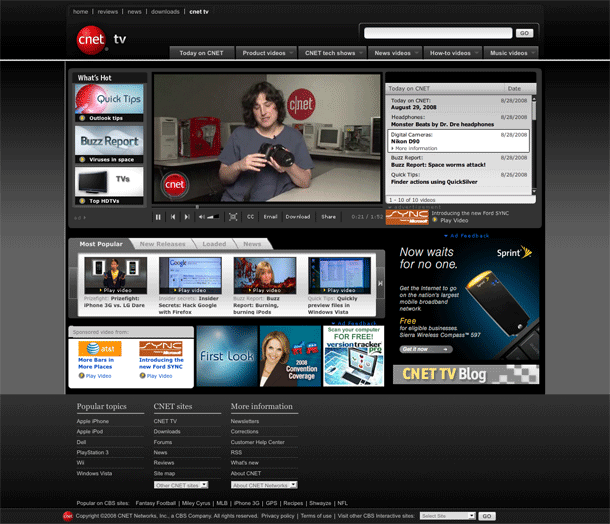 home | reviews | news | downloads | cnet tv
cnet tv
GO
Today on CNET
Product videos
CNET tech shows
News videos
How-to videos
Music videos
What's Hot
Quick Tips
Outlook tips
Buzz Report
Viruses in space
TVs
Top HDTVs
ad
cnet
cnet
CC
Email
Download
Share
0:21 / 1:52
Today on CNET
Date
Today on CNET: 8/28/2008
August 29, 2008
Headphones: 8/28/2008
Monster Beats by Dr. Dre headphones
Digital Cameras: 8/28/2008
Nikon D90
More information
Buzz Report: 8/28/2008
Buzz Report: Space worms attack!
Quick Tips: 8/28/2008
Finder actions using QuickSilver
1 - 10 of 10 videos
advertisement
SYNC
Microsoft
Introducing the new Ford SYNC
Play Video
Most Popular
New Releases
Loaded
News
Play video
Play video
Play video
Play video
Prizefight: Prizefight:
iPhone 3G vs. LG Dare
Insider secrets: Insider
Secrets: Hack Google
with Firefox
Buzz Report: Buzz
Report: Burning,
burning iPods
Quick Tips: Quickly
preview files in
Windows Vista
Ad Feedback
Now waits
for no one.
Sprint
Get the Internet to go
on the nation's largest
mobile broadband
network.
Free
for eligible businesses.
Sierra Wireless Compass™ 597
Get it now
CNET TV Blog
Sponsored video from:
at&t
More Bars in
More Places
Play Video
SYNC
Microsoft
Introducing the
new Ford SYNC
Play Video
First Look
2008
Convention
Coverage
Ad Feedback
Scan your computer
FOR FREE!
versiontracker
pro
Popular topics
Apple iPhone
Apple iPod
Dell
PlayStation 3
Wii
Windows Vista
CNET sites
CNET TV
Downloads
Forums
News
Reviews
Site map
Other CNET sites
More information
Newsletters
Corrections
Customer Help Center
RSS
What's new
About CNET
About CNET Networks
Popular on CBS sites: Fantasy Football | Miley Cyrus | MLB | iPhone 3G | GPS | Recipes | Shwayze | NFL
cnet Copyright ©2008 CNET Networks, Inc., a CBS Company. All rights reserved. Privacy policy | Terms of use | Visit other CBS Interactive sites: Select Site GO